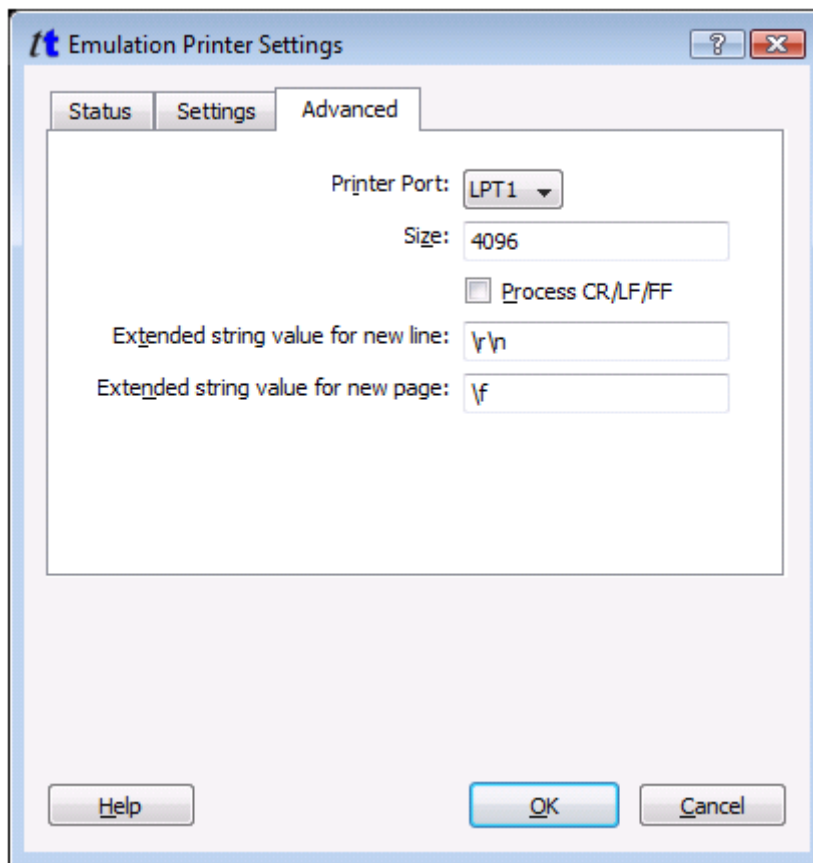 tt Emulation Printer Settings
Status Settings Advanced
Printer Port: LPT1
Size: 4096
Process CR/LF/FF
Extended string value for new line: \r\n
Extended string value for new page: \f
Help OK Cancel